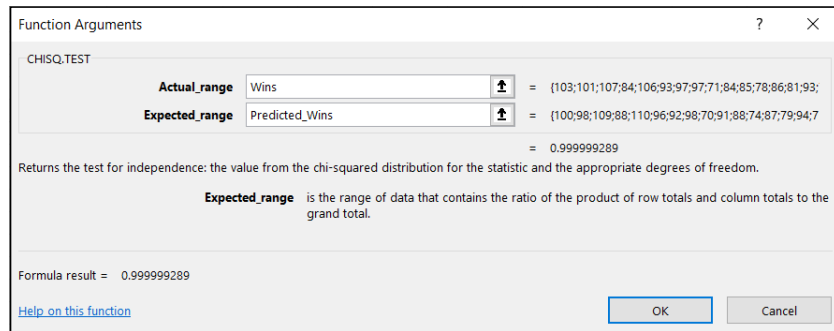 Function Arguments ? ×
CHISQ.TEST
Actual_range Wins = {103;101;107;84;106;93;97;97;71;84;85;78;86;81;93;
Expected_range Predicted_Wins = {100;98;109;88;110;96;92;98;70;91;88;74;87;79;94;7
= 0.999999289
Returns the test for independence: the value from the chi-squared distribution for the statistic and the appropriate degrees of freedom.
Expected_range is the range of data that contains the ratio of the product of row totals and column totals to the
grand total.
Formula result = 0.999999289
Help on this function OK Cancel